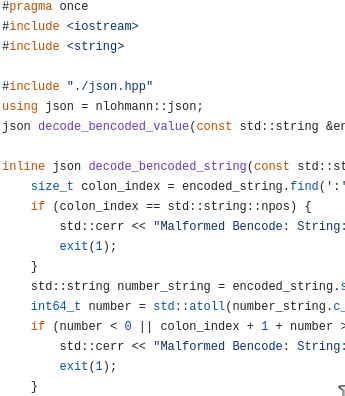 #pragma once
#include <iostream>
#include <string>

#include "./json.hpp"
using json = nlohmann::json;
json decode_bencoded_value(const std::string &en

inline json decode_bencoded_string(const std::st
    size_t colon_index = encoded_string.find(':'
    if (colon_index == std::string::npos) {
        std::cerr << "Malformed Bencode: String:
        exit(1);
    }
    std::string number_string = encoded_string.s
    int64_t number = std::atoll(number_string.c_
    if (number < 0 || colon_index + 1 + number >
        std::cerr << "Malformed Bencode: String:
        exit(1);
    }